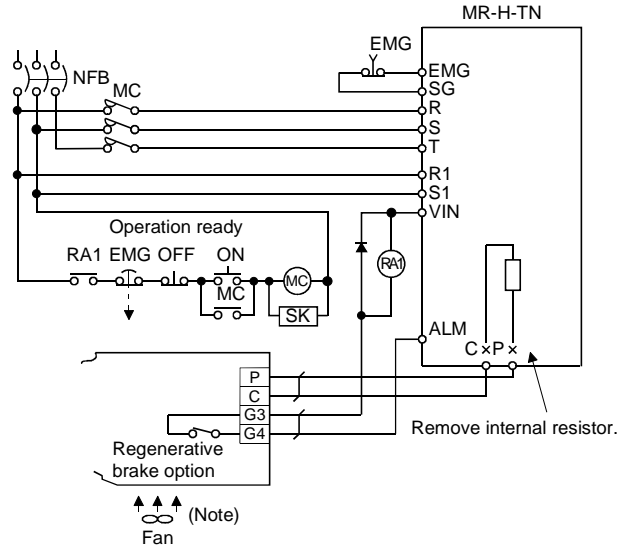 MR-H-TN
EMG
EMG
SG
NFB
MC
R
S
T
R1
S1
VIN
Operation ready
RA1 EMG OFF ON
MC
MC
SK
RA1
ALM
C P
P
C
G3
G4
Remove internal resistor.
Regenerative
brake option
(Note)
Fan